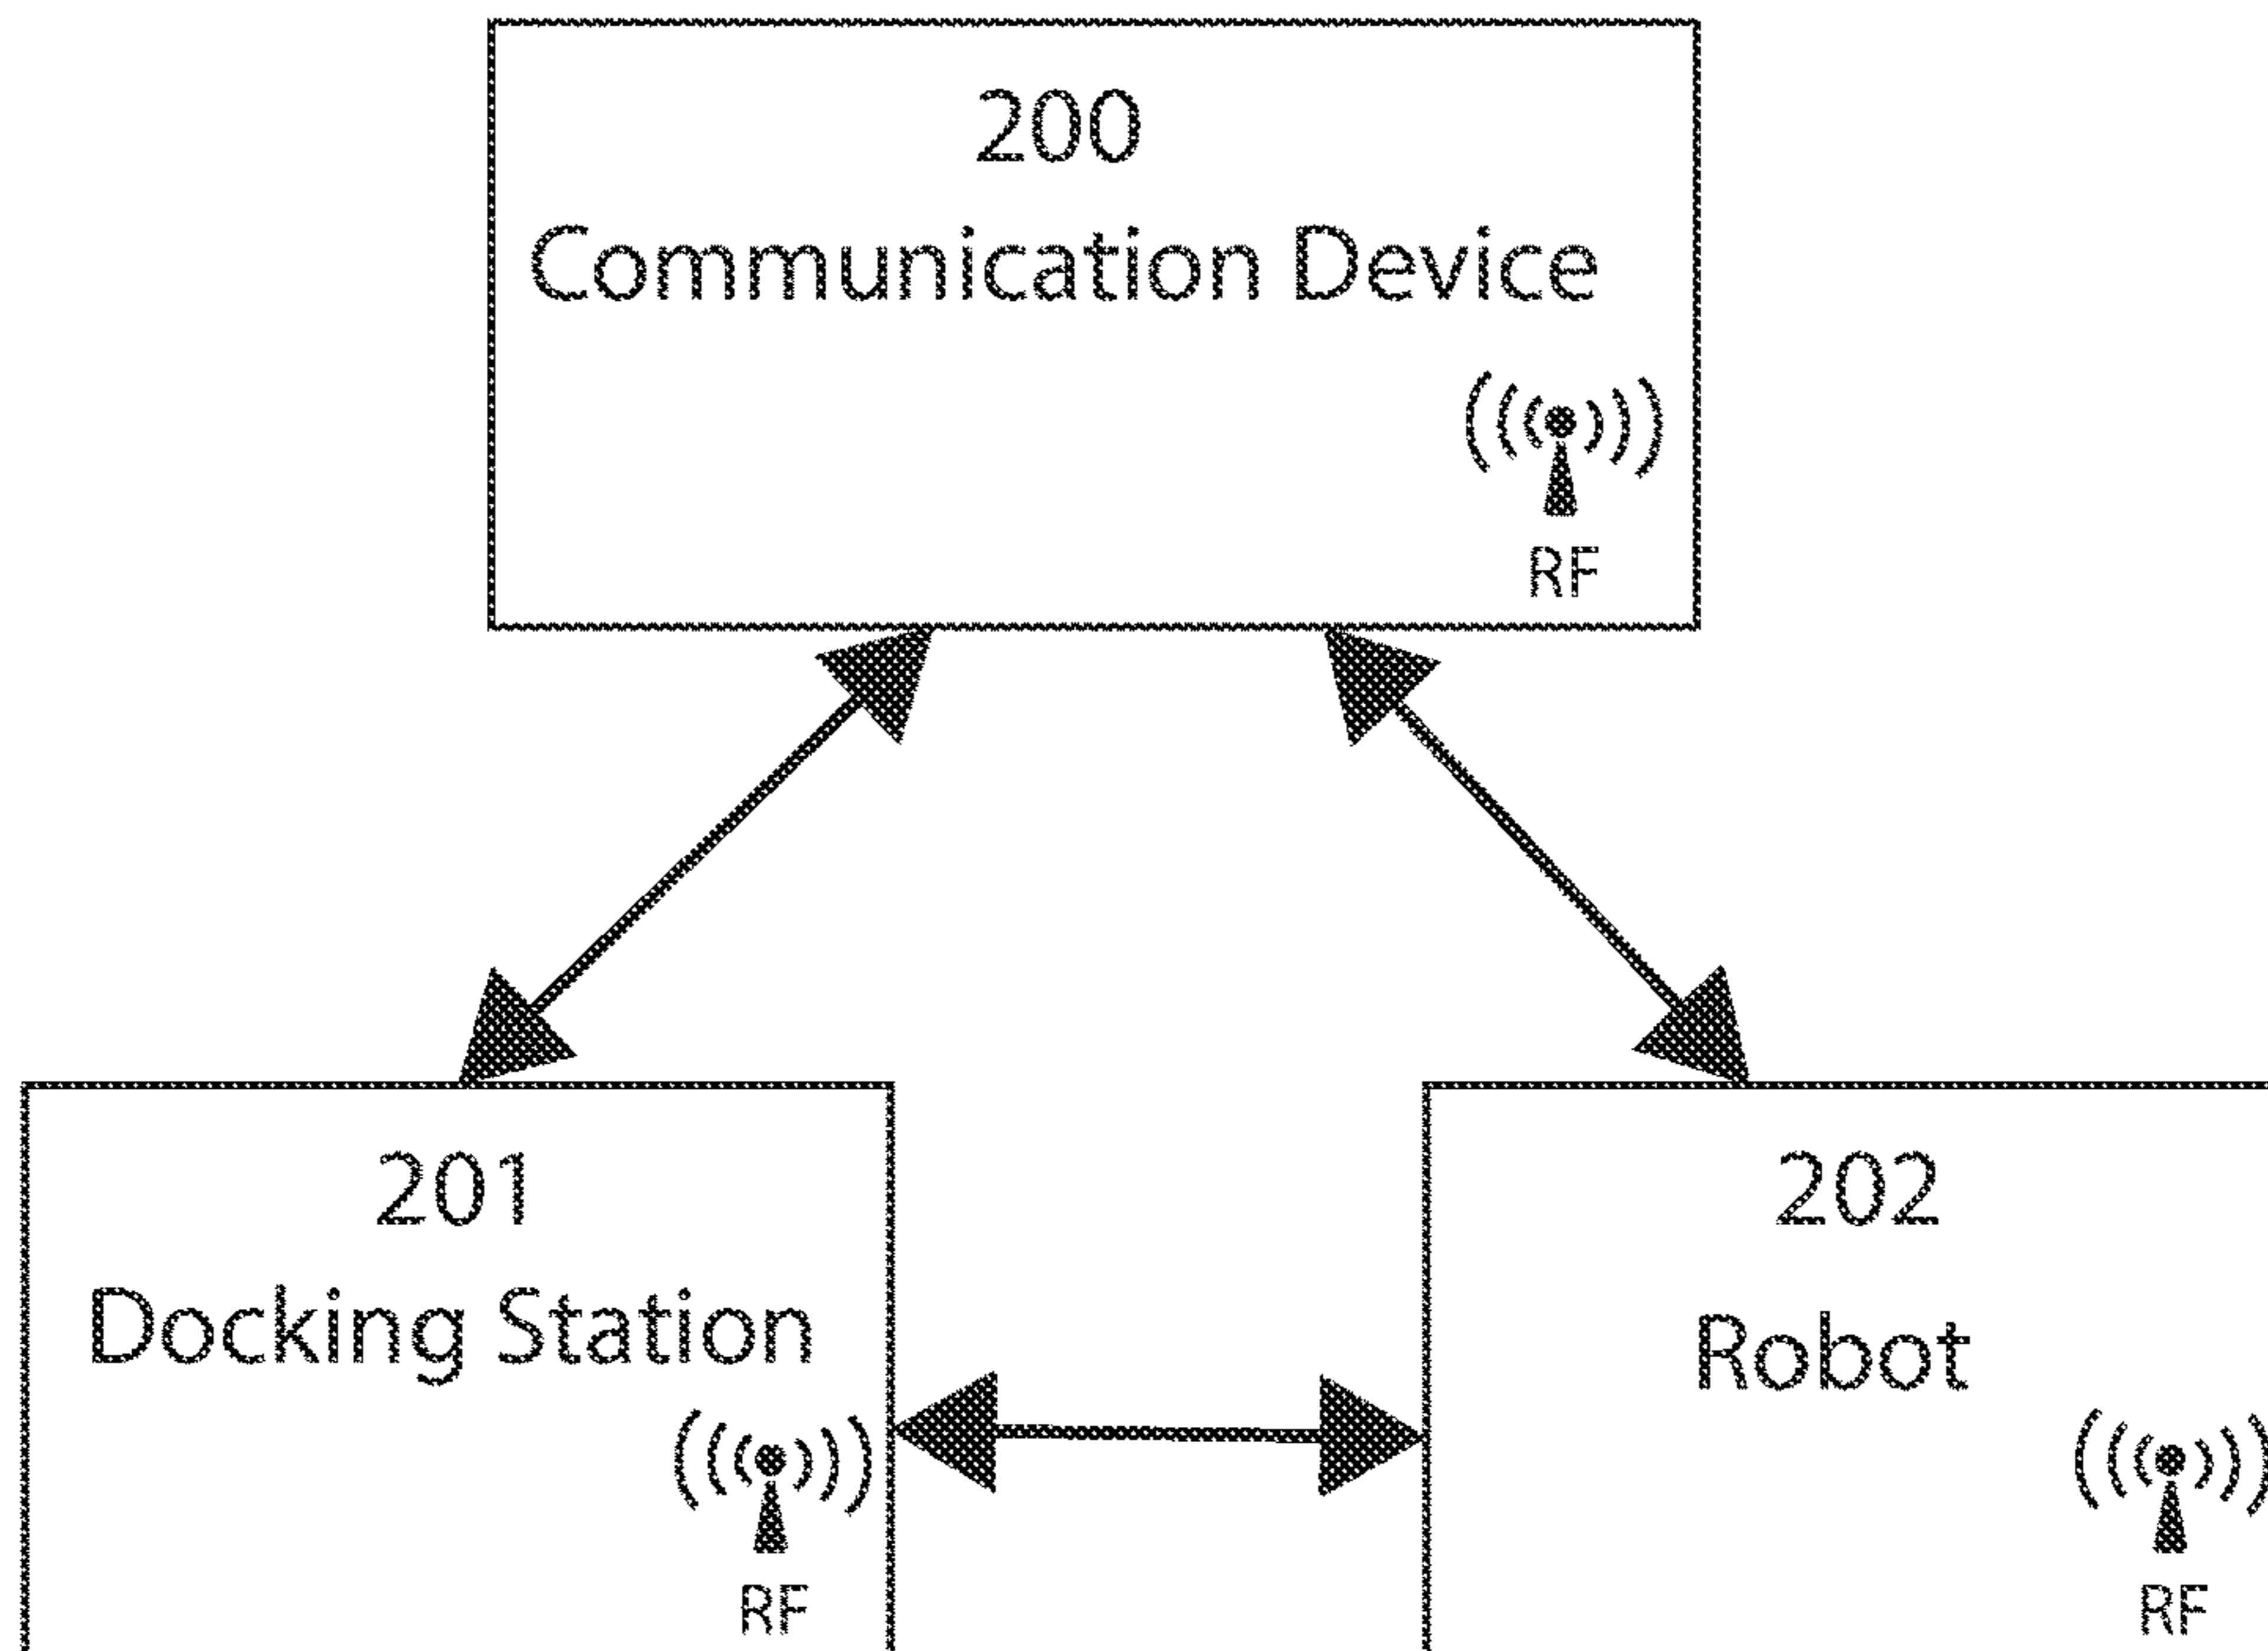 200
Communication Device
RF
201
Docking Station
RF
202
Robot
RF